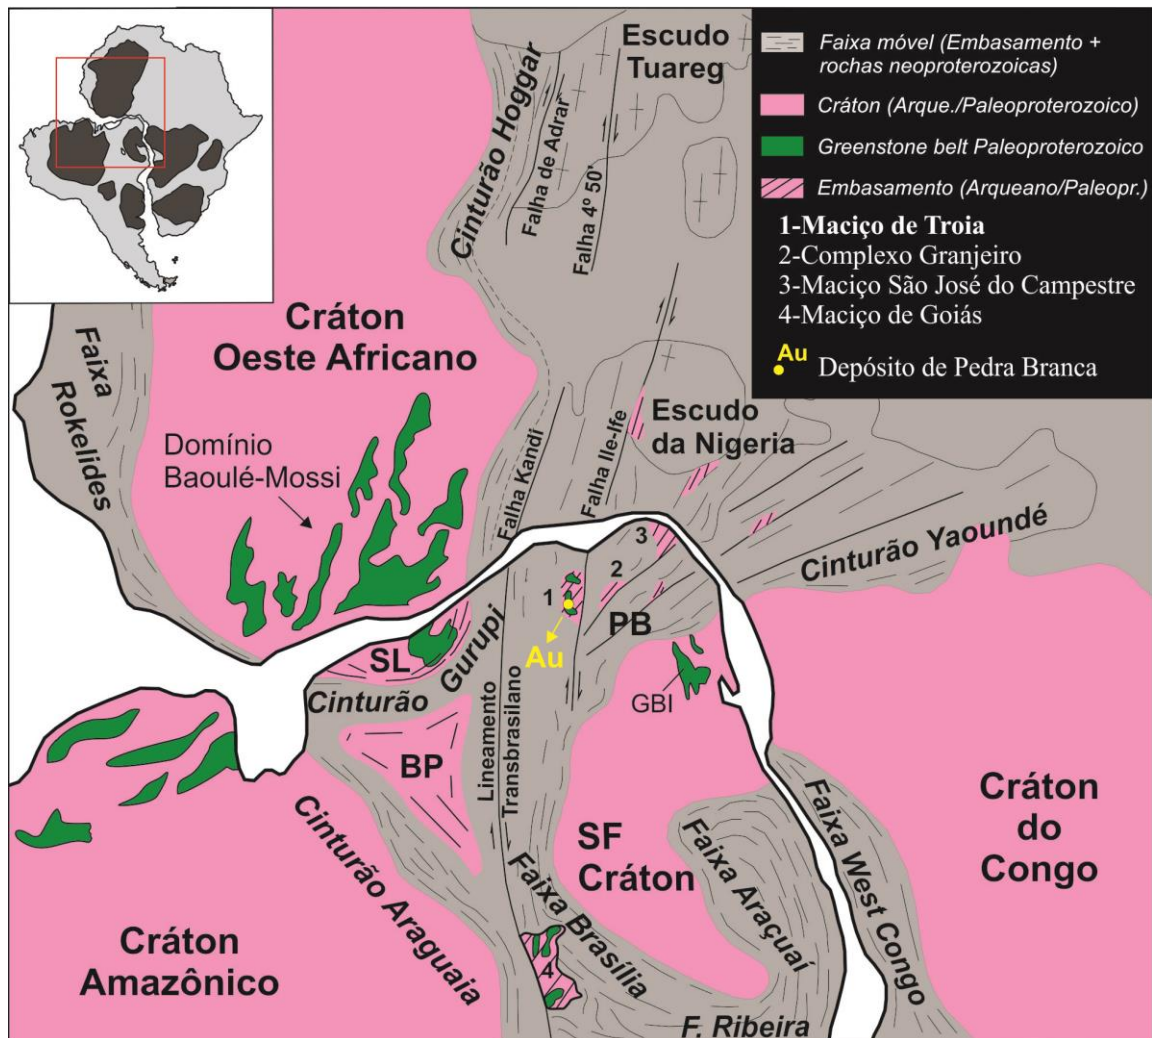 Escudo
Tuareg
Cinturão Hoggar
Falha de Adrar
Falha 4º 50'
Faixa móvel (Embasamento +
rochas neoproterozoicas)
Cráton (Arque./Paleoproterozoico)
Greenstone belt Paleoproterozoico
Embasamento (Arqueano/Paleopr.)
1-Maciço de Troia
2-Complexo Granjeiro
3-Maciço São José do Campestre
4-Maciço de Goiás
Au
Depósito de Pedra Branca
Cráton
Oeste Africano
Faixa
Rokelides
Domínio
Baoulé-Mossi
Falha Kandi
Falha Ile-Ife
Escudo
da Nigeria
Cinturão Yaoundé
3
2
1
PB
Au
SL
Cinturão Gurupi
GBI
BP
Lineamento
Transbrasilano
Cinturão Araguaia
SF
Cráton
Faixa Brasília
Faixa Araçuaí
Faixa West Congo
Cráton
do
Congo
Cráton
Amazônico
4
F. Ribeira